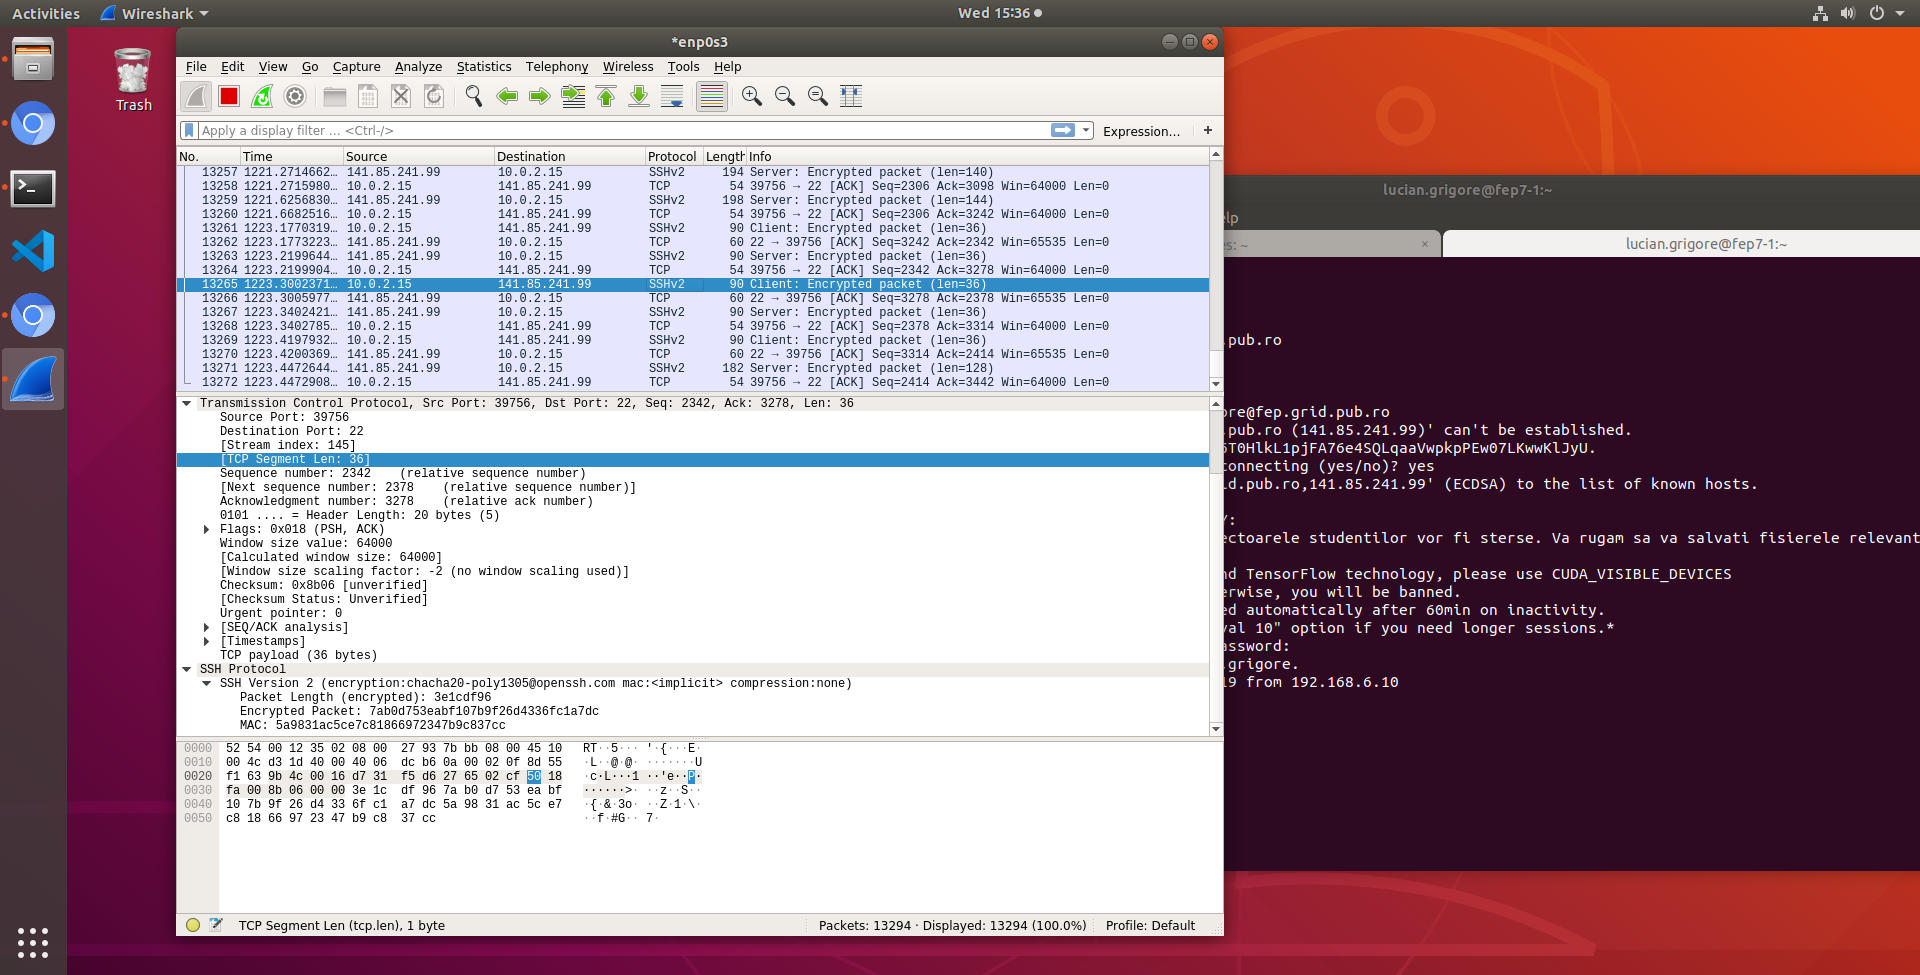 Activities
Wireshark
Wed 15:36
Trash
*enp0s3
File Edit View Go Capture Analyze Statistics Telephony Wireless Tools Help
Apply a display filter ... <Ctrl-/>
Expression...
+
No. Time Source Destination Protocol Length Info
13257 1221.2714662… 141.85.241.99 10.0.2.15 SSHv2 194 Server: Encrypted packet (len=140)
13258 1221.2715980… 10.0.2.15 141.85.241.99 TCP 54 39756 → 22 [ACK] Seq=2306 Ack=3098 Win=64000 Len=0
13259 1221.6256830… 141.85.241.99 10.0.2.15 SSHv2 198 Server: Encrypted packet (len=144)
13260 1221.6682516… 10.0.2.15 141.85.241.99 TCP 54 39756 → 22 [ACK] Seq=2306 Ack=3242 Win=64000 Len=0
13261 1223.1770319… 10.0.2.15 141.85.241.99 SSHv2 90 Client: Encrypted packet (len=36)
13262 1223.1773223… 141.85.241.99 10.0.2.15 TCP 60 22 → 39756 [ACK] Seq=3242 Ack=2342 Win=65535 Len=0
13263 1223.2199644… 141.85.241.99 10.0.2.15 SSHv2 90 Server: Encrypted packet (len=36)
13264 1223.2199904… 10.0.2.15 141.85.241.99 TCP 54 39756 → 22 [ACK] Seq=2342 Ack=3278 Win=64000 Len=0
13265 1223.3002371… 10.0.2.15 141.85.241.99 SSHv2 90 Client: Encrypted packet (len=36)
13266 1223.3005977… 141.85.241.99 10.0.2.15 TCP 60 22 → 39756 [ACK] Seq=3278 Ack=2378 Win=65535 Len=0
13267 1223.3402421… 141.85.241.99 10.0.2.15 SSHv2 90 Server: Encrypted packet (len=36)
13268 1223.3402785… 10.0.2.15 141.85.241.99 TCP 54 39756 → 22 [ACK] Seq=2378 Ack=3314 Win=64000 Len=0
13269 1223.4197932… 10.0.2.15 141.85.241.99 SSHv2 90 Client: Encrypted packet (len=36)
13270 1223.4200369… 141.85.241.99 10.0.2.15 TCP 60 22 → 39756 [ACK] Seq=3314 Ack=2414 Win=65535 Len=0
13271 1223.4472644… 141.85.241.99 10.0.2.15 SSHv2 182 Server: Encrypted packet (len=128)
13272 1223.4472908… 10.0.2.15 141.85.241.99 TCP 54 39756 → 22 [ACK] Seq=2414 Ack=3442 Win=64000 Len=0
Transmission Control Protocol, Src Port: 39756, Dst Port: 22, Seq: 2342, Ack: 3278, Len: 36
Source Port: 39756
Destination Port: 22
[Stream index: 145]
[TCP Segment Len: 36]
Sequence number: 2342 (relative sequence number)
[Next sequence number: 2378 (relative sequence number)]
Acknowledgment number: 3278 (relative ack number)
0101 .... = Header Length: 20 bytes (5)
Flags: 0x018 (PSH, ACK)
Window size value: 64000
[Calculated window size: 64000]
[Window size scaling factor: -2 (no window scaling used)]
Checksum: 0x8b06 [unverified]
[Checksum Status: Unverified]
Urgent pointer: 0
[SEQ/ACK analysis]
[Timestamps]
TCP payload (36 bytes)
SSH Protocol
SSH Version 2 (encryption:chacha20-poly1305@openssh.com mac:<implicit> compression:none)
Packet Length (encrypted): 3e1cdf96
Encrypted Packet: 7ab0d753eabf107b9f26d4336fc1a7dc
MAC: 5a9831ac5ce7c81866972347b9c837cc
0000 52 54 00 12 35 02 08 00 27 93 7b bb 08 00 45 10 RT··5··· '·{···E·
0010 00 4c d3 1d 40 00 40 06 dc b6 0a 00 02 0f 8d 55 ·L··@·@· ·······U
0020 f1 63 9b 4c 00 16 d7 31 f5 d6 27 65 02 cf 50 18 ·c·L···1 ··'e··P·
0030 fa 00 8b 06 00 00 3e 1c df 96 7a b0 d7 53 ea bf ······>· ··z··S··
0040 10 7b 9f 26 d4 33 6f c1 a7 dc 5a 98 31 ac 5c e7 ·{·&·3o· ··Z·1·\·
0050 c8 18 66 97 23 47 b9 c8 37 cc ··f·#G·· 7·
TCP Segment Len (tcp.len), 1 byte
Packets: 13294 · Displayed: 13294 (100.0%)
Profile: Default
lucian.grigore@fep7-1:~
elp
es: ~ ×
lucian.grigore@fep7-1:~
.pub.ro
ore@fep.grid.pub.ro
.pub.ro (141.85.241.99)' can't be established.
5T0HlkL1pjFA76e4SQLqaaVwpkpPEw07LKwwKlJyU.
connecting (yes/no)? yes
id.pub.ro,141.85.241.99' (ECDSA) to the list of known hosts.
Y:
ectoarele studentilor vor fi sterse. Va rugam sa va salvati fisierele relevant
nd TensorFlow technology, please use CUDA_VISIBLE_DEVICES
erwise, you will be banned.
ed automatically after 60min on inactivity.
val 10" option if you need longer sessions.*
assword:
.grigore.
19 from 192.168.6.10